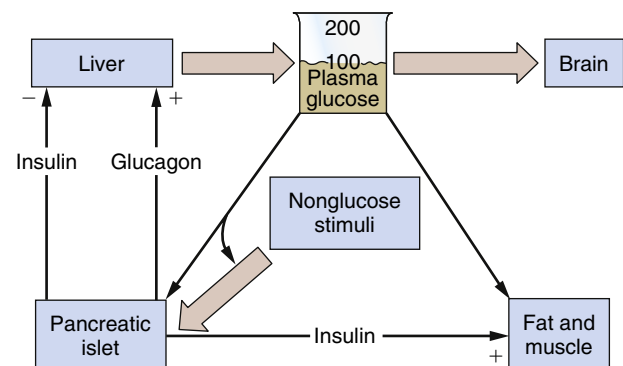 200
100
Plasma
glucose
Liver
Brain
−
+
Insulin
Glucagon
Nonglucose
stimuli
Pancreatic
islet
Insulin
+
Fat and
muscle